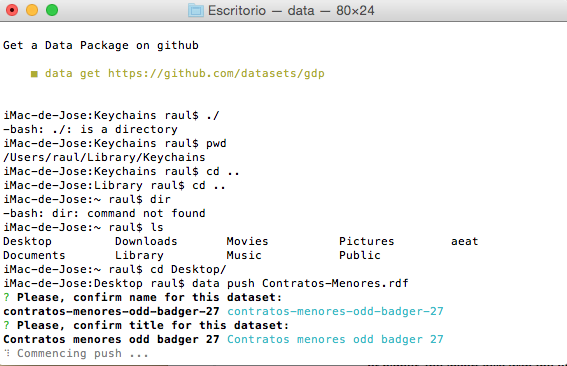 Escritorio — data — 80×24
Get a Data Package on github
■ data get https://github.com/datasets/gdp
iMac-de-Jose:Keychains raul$ ./
-bash: ./: is a directory
iMac-de-Jose:Keychains raul$ pwd
/Users/raul/Library/Keychains
iMac-de-Jose:Keychains raul$ cd ..
iMac-de-Jose:Library raul$ cd ..
iMac-de-Jose:~ raul$ dir
-bash: dir: command not found
iMac-de-Jose:~ raul$ ls
Desktop Downloads Movies Pictures aeat
Documents Library Music Public
iMac-de-Jose:~ raul$ cd Desktop/
iMac-de-Jose:Desktop raul$ data push Contratos-Menores.rdf
? Please, confirm name for this dataset:
contratos-menores-odd-badger-27 contratos-menores-odd-badger-27
? Please, confirm title for this dataset:
Contratos menores odd badger 27 Contratos menores odd badger 27
⠹ Commencing push ...